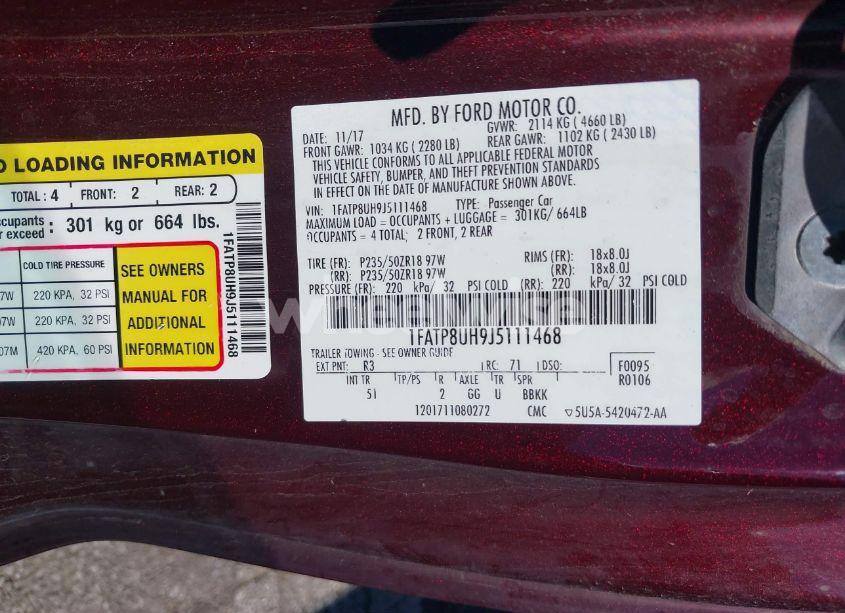 D LOADING INFORMATION
TOTAL: 4 FRONT: 2 REAR: 2
ccupants
r exceed: 301 kg or 664 lbs.
COLD TIRE PRESSURE
7W 220 KPA, 32 PSI
07W 220 KPA, 32 PSI
07M 420 KPA, 60 PSI
SEE OWNERS
MANUAL FOR
ADDITIONAL
INFORMATION
1FATP8UH9J5111468
MFD. BY FORD MOTOR CO.
DATE: 11/17 GVWR: 2114 KG ( 4660 LB)
FRONT GAWR: 1034 KG ( 2280 LB) REAR GAWR: 1102 KG ( 2430 LB)
THIS VEHICLE CONFORMS TO ALL APPLICABLE FEDERAL MOTOR
VEHICLE SAFETY, BUMPER, AND THEFT PREVENTION STANDARDS
IN EFFECT ON THE DATE OF MANUFACTURE SHOWN ABOVE.
VIN: 1FATP8UH9J5111468 TYPE: Passenger Car
MAXIMUM LOAD = OCCUPANTS + LUGGAGE = 301KG/ 664LB
OCCUPANTS = 4 TOTAL; 2 FRONT, 2 REAR
TIRE (FR): P235/50ZR18 97W RIMS (FR): 18x8.0J
(RR): P235/50ZR18 97W (RR): 18x8.0J
PRESSURE (FR): 220 kPa/ 32 PSI COLD (RR): 220 kPa/ 32 PSI COLD
1FATP8UH9J5111468
TRAILER TOWING - SEE OWNER GUIDE
EXT PNT: R3 RC: 71 DSO: F0095
R0106
INT TR TP/PS R AXLE TR SPR
51 2 GG U BBKK
1201711080272 CMC 5U5A-5420472-AA